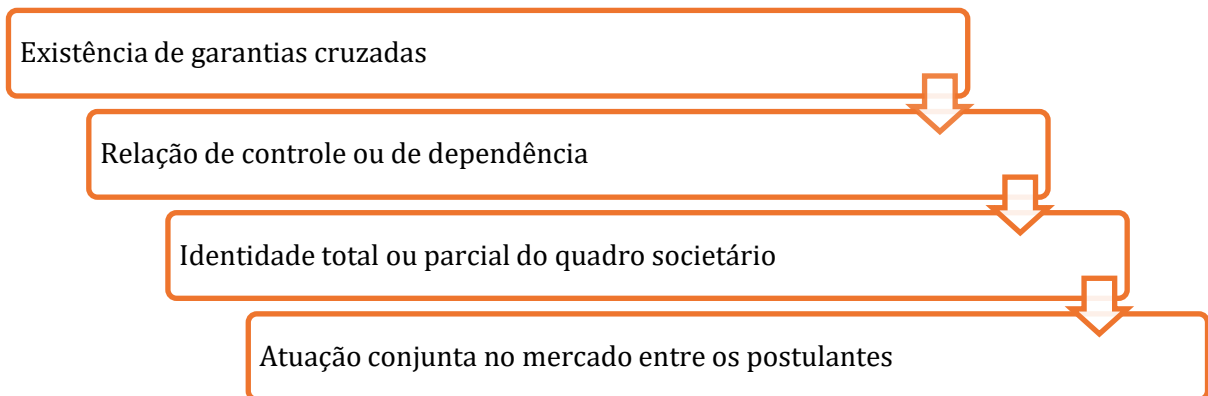 Existência de garantias cruzadas
Relação de controle ou de dependência
Identidade total ou parcial do quadro societário
Atuação conjunta no mercado entre os postulantes